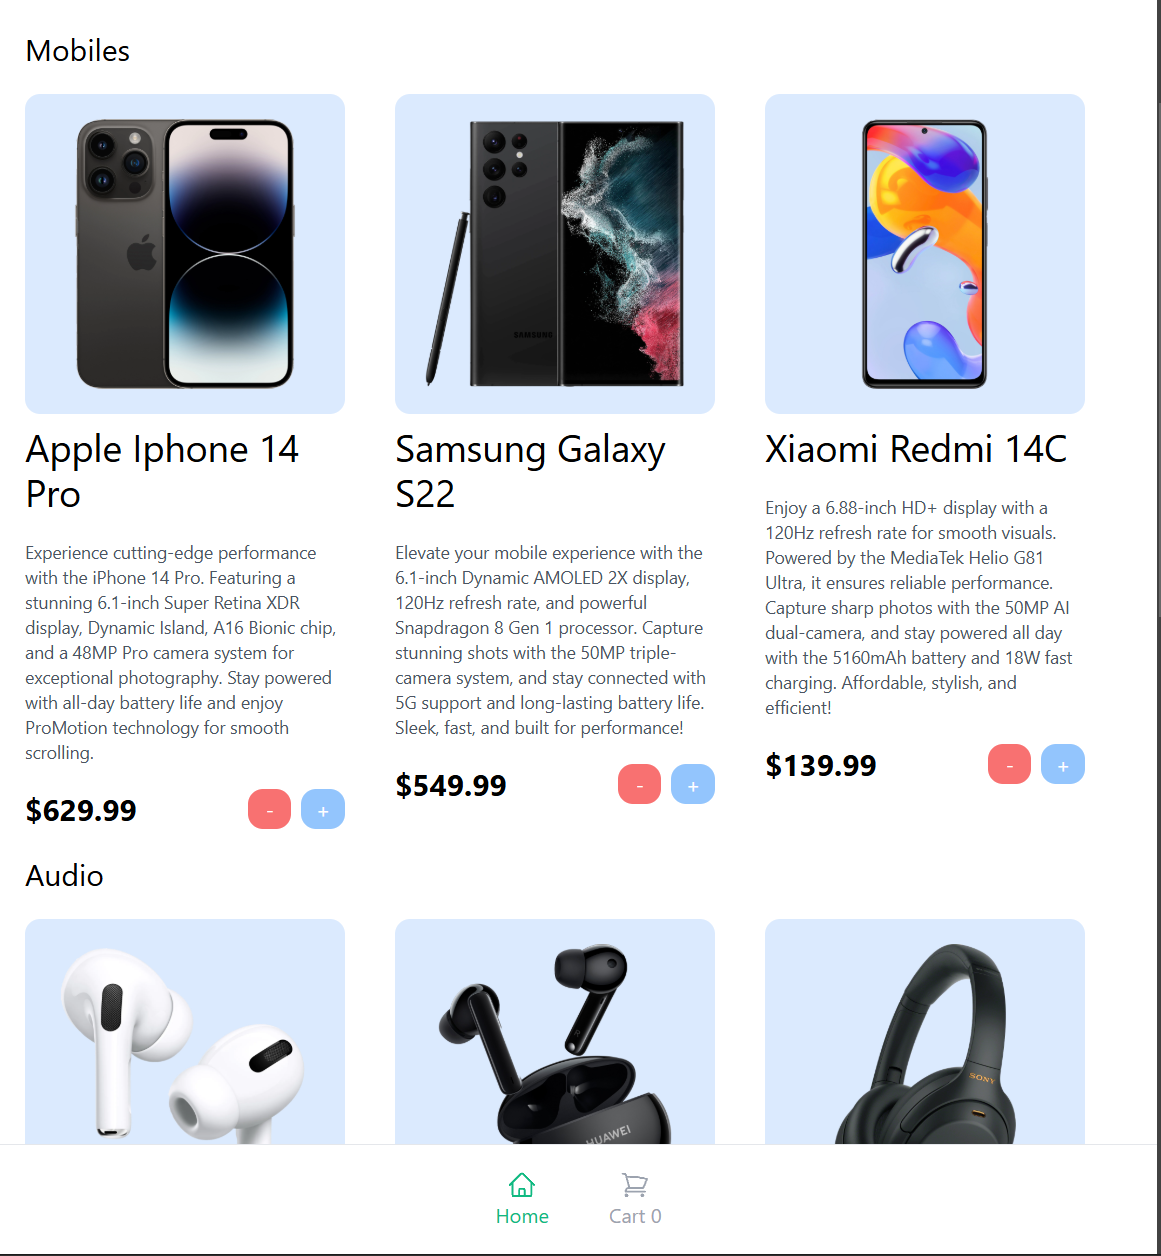 Mobiles
SAMSUNG
Apple Iphone 14
Pro
Experience cutting-edge performance
with the iPhone 14 Pro. Featuring a
stunning 6.1-inch Super Retina XDR
display, Dynamic Island, A16 Bionic chip,
and a 48MP Pro camera system for
exceptional photography. Stay powered
with all-day battery life and enjoy
ProMotion technology for smooth
scrolling.
$629.99
-
+
Samsung Galaxy
S22
Elevate your mobile experience with the
6.1-inch Dynamic AMOLED 2X display,
120Hz refresh rate, and powerful
Snapdragon 8 Gen 1 processor. Capture
stunning shots with the 50MP triple-
camera system, and stay connected with
5G support and long-lasting battery life.
Sleek, fast, and built for performance!
$549.99
-
+
Xiaomi Redmi 14C
Enjoy a 6.88-inch HD+ display with a
120Hz refresh rate for smooth visuals.
Powered by the MediaTek Helio G81
Ultra, it ensures reliable performance.
Capture sharp photos with the 50MP AI
dual-camera, and stay powered all day
with the 5160mAh battery and 18W fast
charging. Affordable, stylish, and
efficient!
$139.99
-
+
Audio
R
HUAWEI
SONY
Home
Cart 0